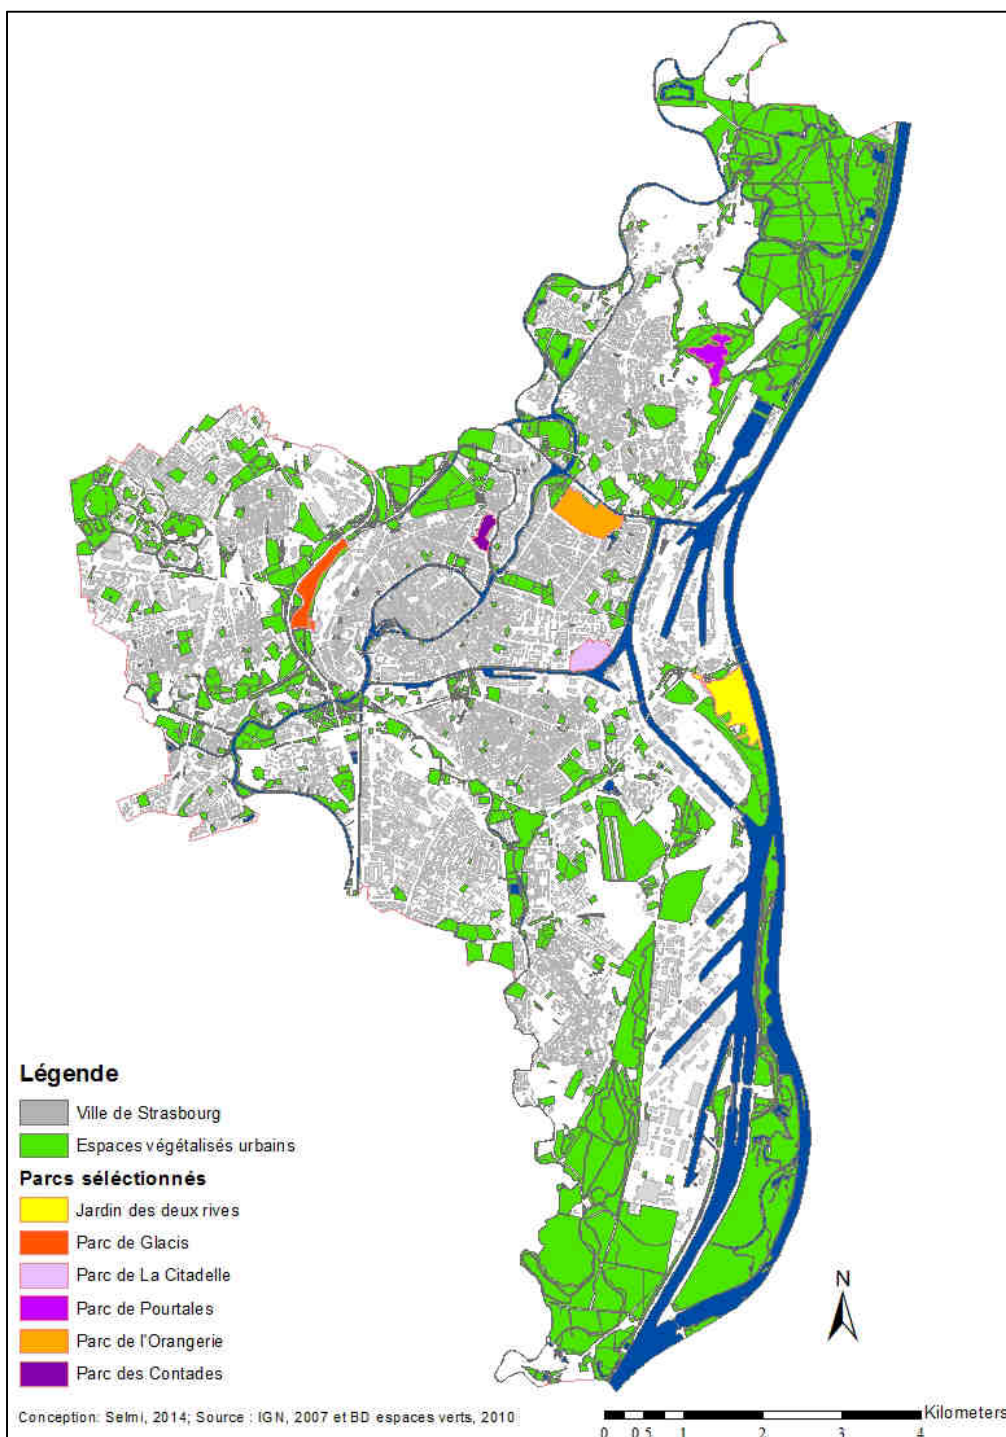 N
Légende
Ville de Strasbourg
Espaces végétalisés urbains
Parcs séléctionnés
Jardin des deux rives
Parc de Glacis
Parc de La Citadelle
Parc de Pourtales
Parc de l'Orangerie
Parc des Contades
Conception: Selmi, 2014; Source : IGN, 2007 et BD espaces verts, 2010
Kilometers
0 0,5 1 2 3 4